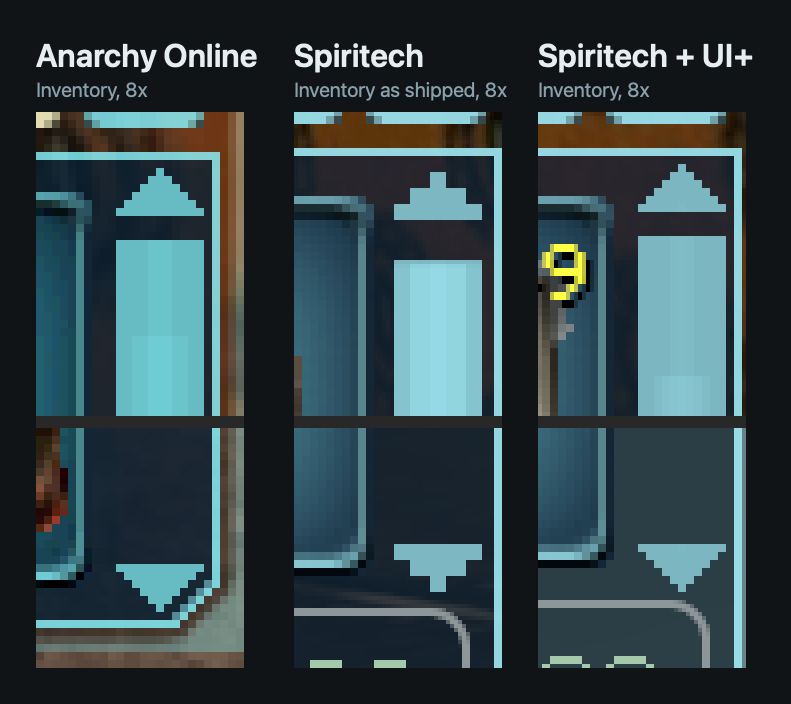 Anarchy Online
Inventory, 8x
Spiritech
Inventory as shipped, 8x
Spiritech + UI+
Inventory, 8x
9